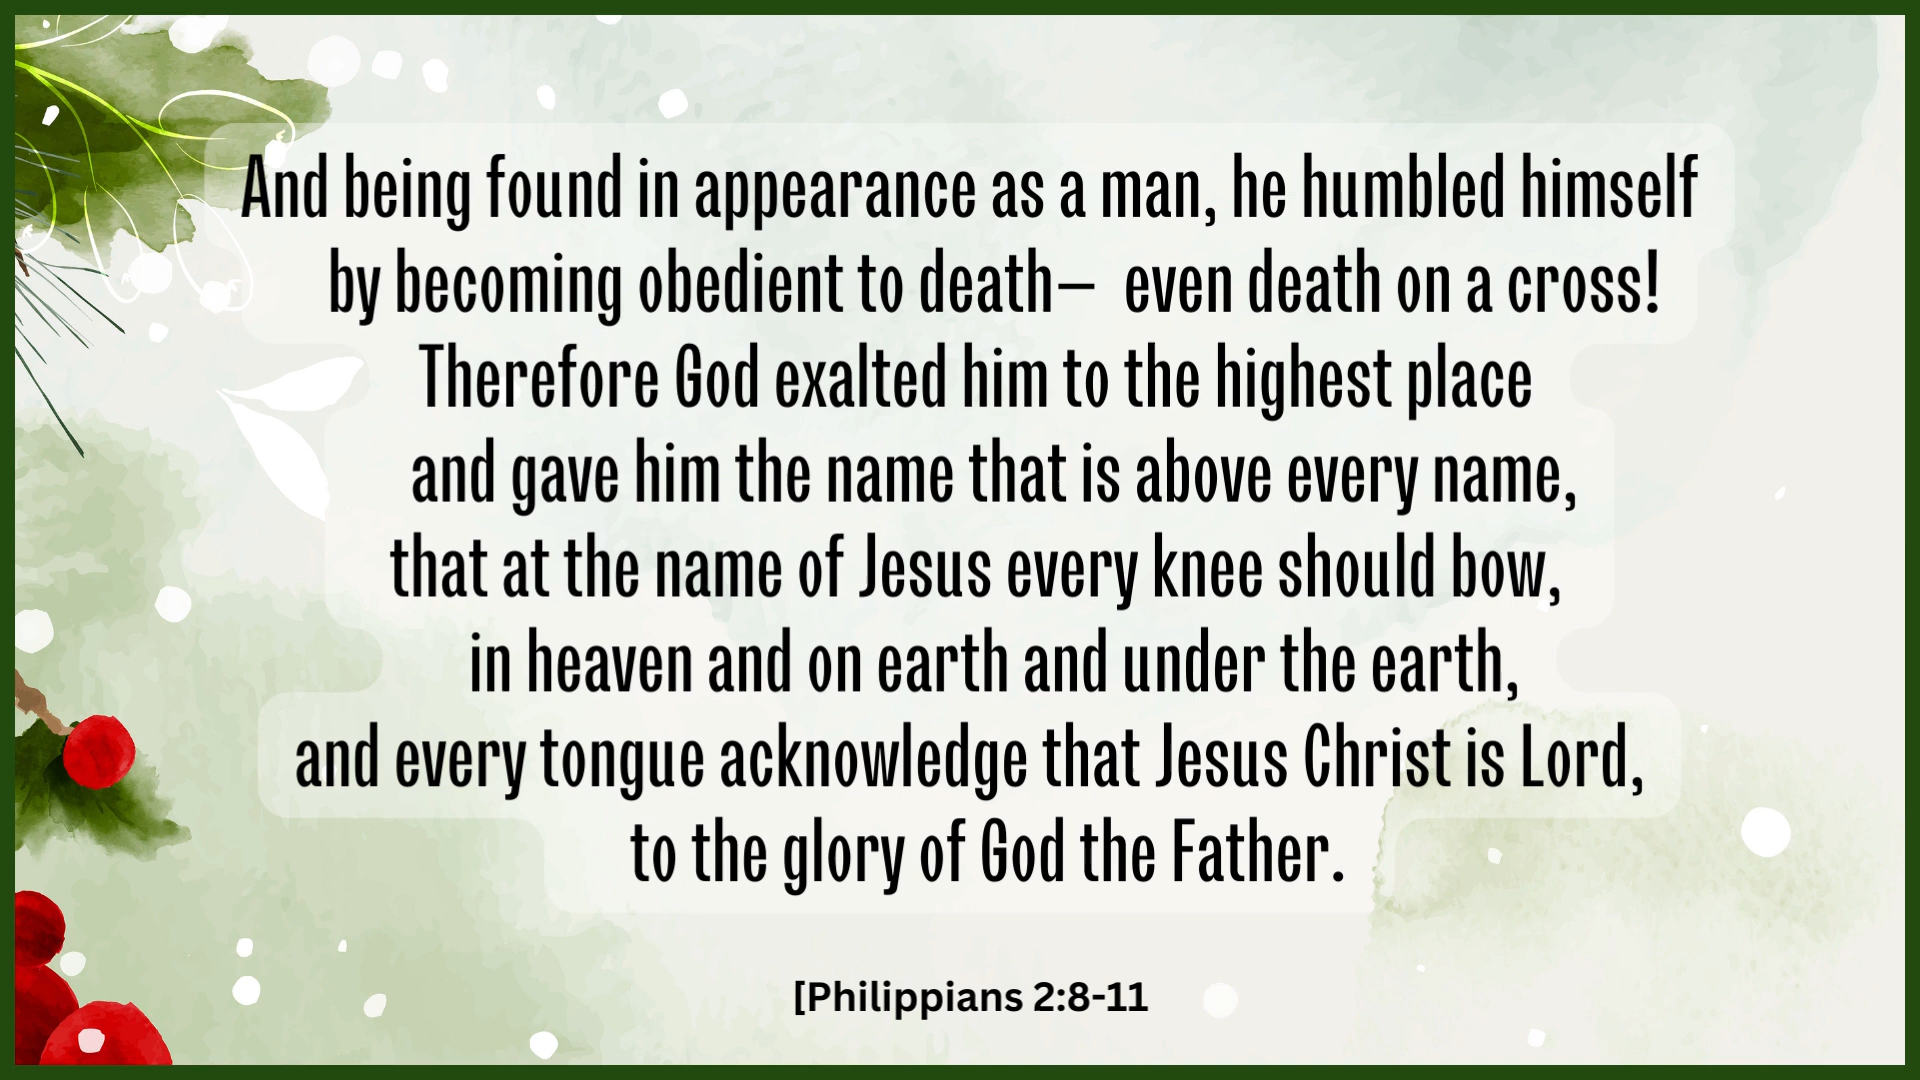 And being found in appearance as a man, he humbled himself
by becoming obedient to death— even death on a cross!
Therefore God exalted him to the highest place
and gave him the name that is above every name,
that at the name of Jesus every knee should bow,
in heaven and on earth and under the earth,
and every tongue acknowledge that Jesus Christ is Lord,
to the glory of God the Father.
[Philippians 2:8-11